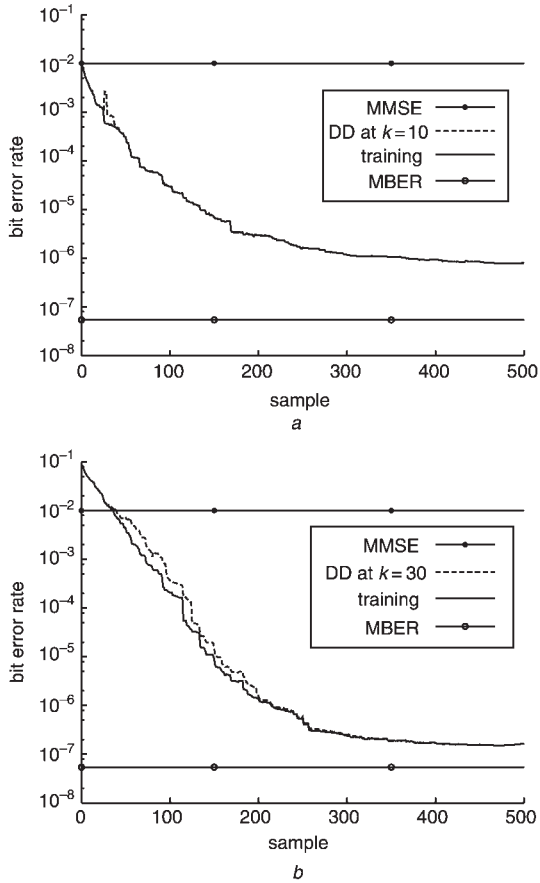 10⁻¹
10⁻²
10⁻³
10⁻⁴
10⁻⁵
10⁻⁶
10⁻⁷
10⁻⁸
bit error rate
MMSE
DD at k = 10
training
MBER
0 100 200 300 400 500
sample
a
10⁻¹
10⁻²
10⁻³
10⁻⁴
10⁻⁵
10⁻⁶
10⁻⁷
10⁻⁸
bit error rate
MMSE
DD at k = 30
training
MBER
0 100 200 300 400 500
sample
b